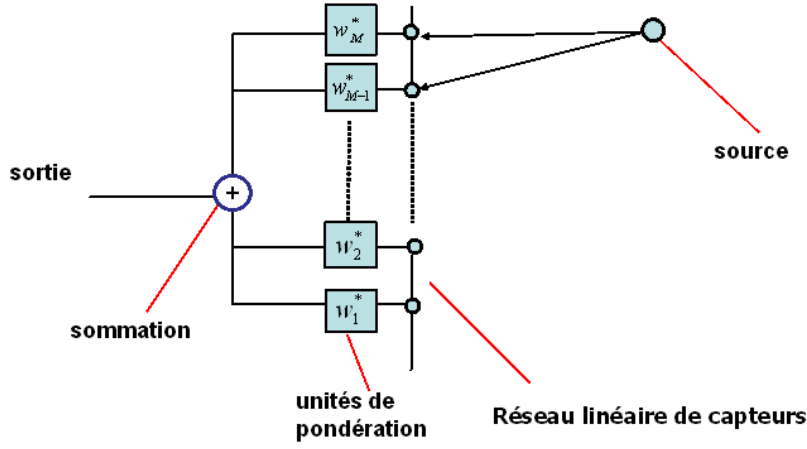 w*M
w*M-1
source
sortie
+
w*2
sommation
w*1
unités de
pondération
Réseau linéaire de capteurs